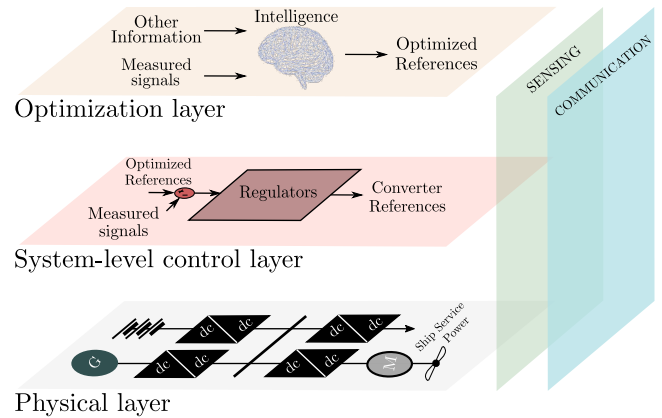 Other
Information
Intelligence
Measured
signals
Optimized
References
Optimization layer
Optimized
References
Measured
signals
Regulators
Converter
References
System-level control layer
dc
dc
dc
dc
G
dc
dc
dc
dc
M
Ship Service
Power
Physical layer
SENSING
COMMUNICATION